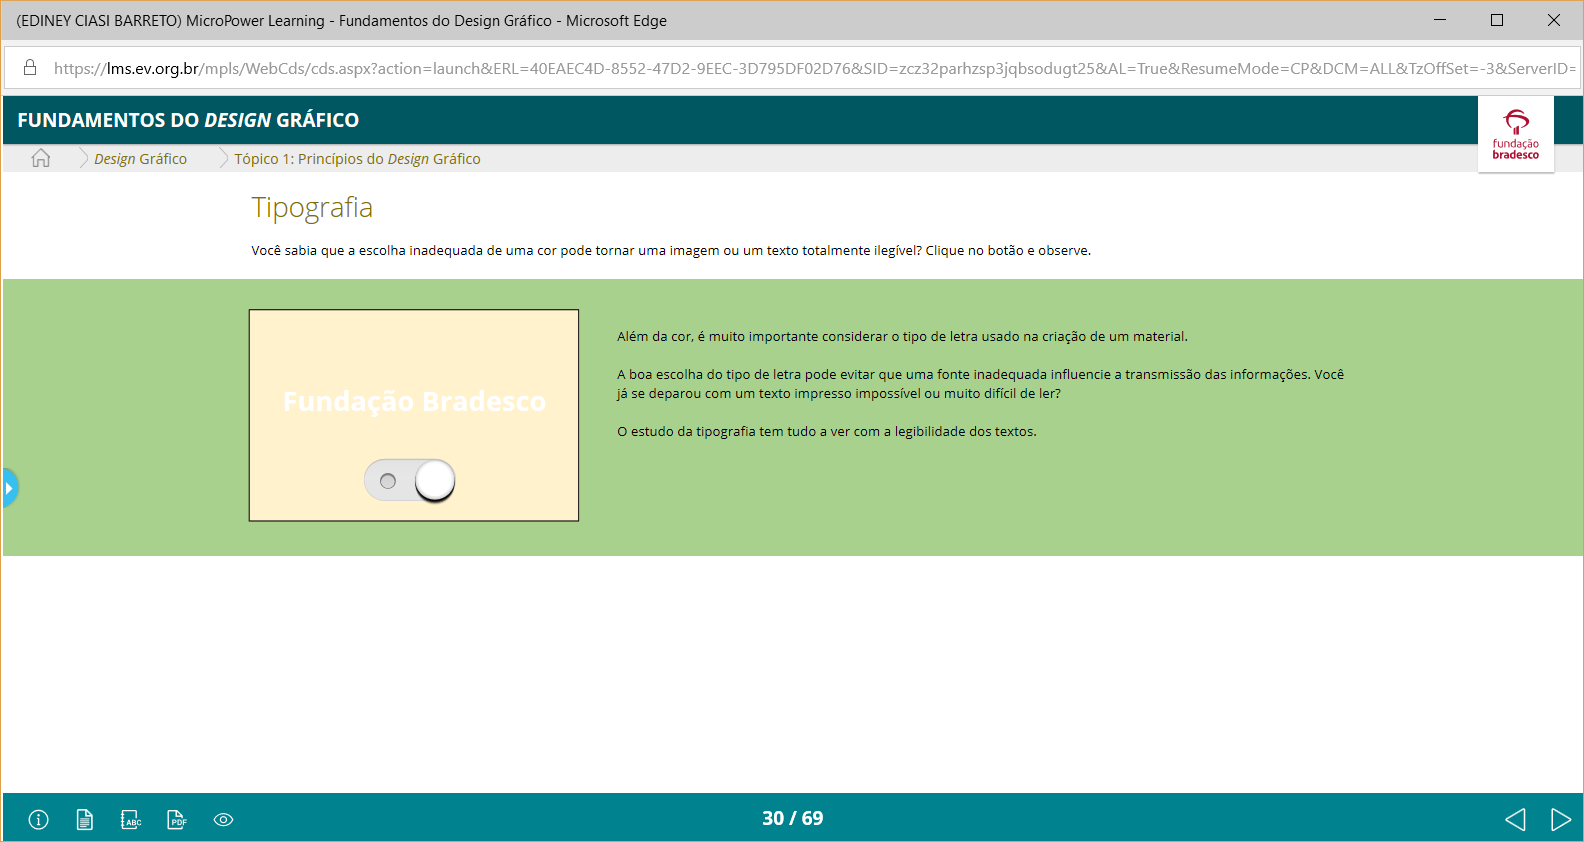 (EDINEY CIASI BARRETO) MicroPower Learning - Fundamentos do Design Gráfico - Microsoft Edge
https://lms.ev.org.br/mpls/WebCds/cds.aspx?action=launch&ERL=40EAEC4D-8552-47D2-9EEC-3D795DF02D76&SID=zcz32parhzsp3jqbsodugt25&AL=True&ResumeMode=CP&DCM=ALL&TzOffSet=-3&ServerID=
FUNDAMENTOS DO DESIGN GRÁFICO
fundação
bradesco
Design Gráfico
Tópico 1: Princípios do Design Gráfico
Tipografia
Você sabia que a escolha inadequada de uma cor pode tornar uma imagem ou um texto totalmente ilegível? Clique no botão e observe.
Fundação Bradesco
Além da cor, é muito importante considerar o tipo de letra usado na criação de um material.
A boa escolha do tipo de letra pode evitar que uma fonte inadequada influencie a transmissão das informações. Você
já se deparou com um texto impresso impossível ou muito difícil de ler?
O estudo da tipografia tem tudo a ver com a legibilidade dos textos.
ABC
PDF
30 / 69